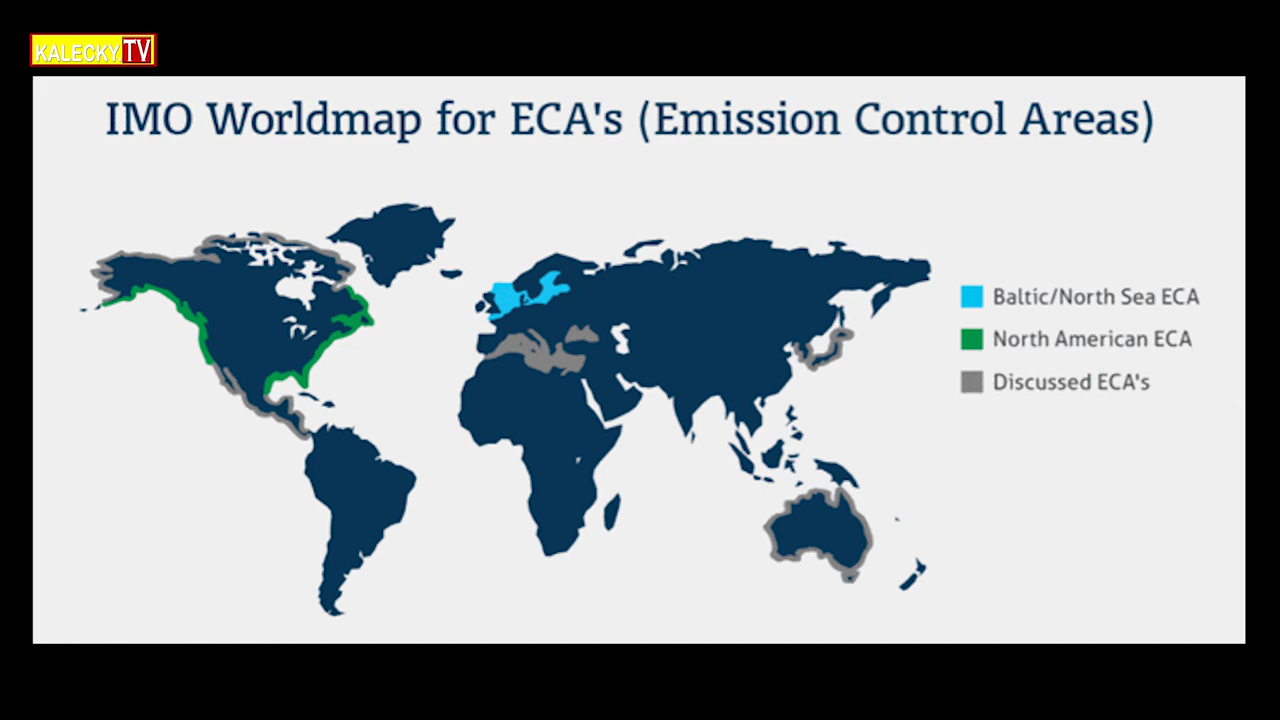 KALECKY TV
IMO Worldmap for ECA's (Emission Control Areas)
Baltic/North Sea ECA
North American ECA
Discussed ECA's